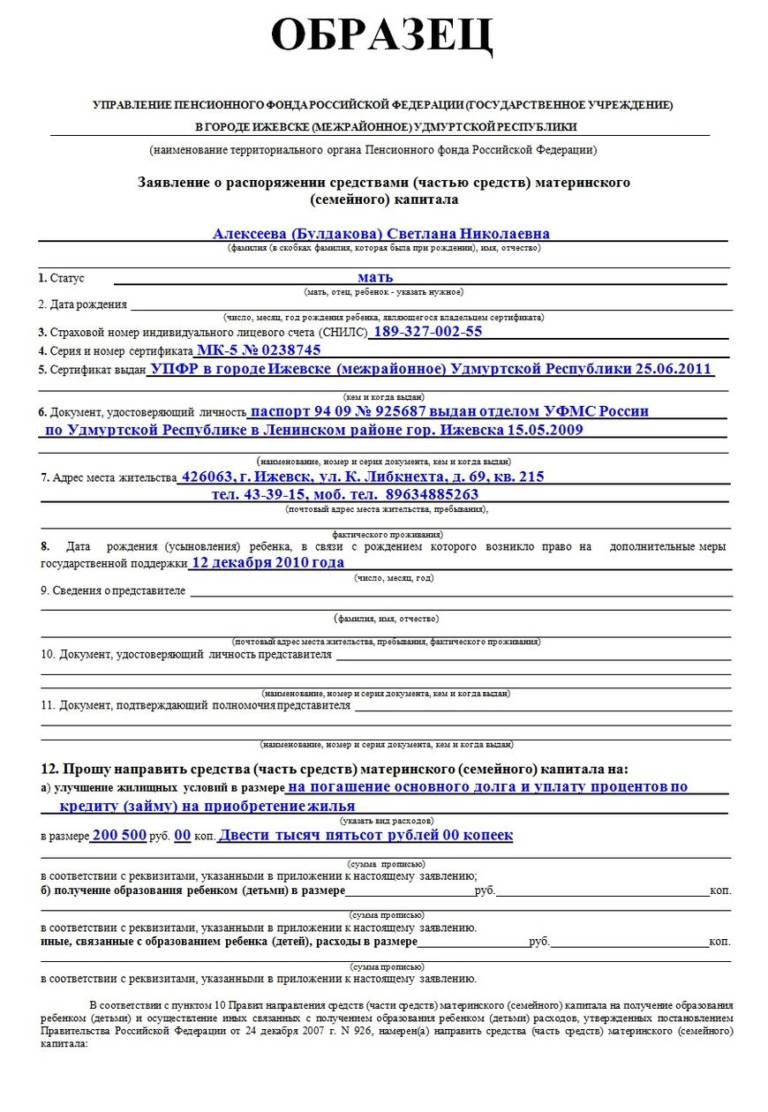 ОБРАЗЕЦ
УПРАВЛЕНИЕ ПЕНСИОННОГО ФОНДА РОССИЙСКОЙ ФЕДЕРАЦИИ (ГОСУДАРСТВЕННОЕ УЧРЕЖДЕНИЕ)
В ГОРОДЕ ИЖЕВСКЕ (МЕЖРАЙОННОЕ) УДМУРТСКОЙ РЕСПУБЛИКИ
(наименование территориального органа Пенсионного фонда Российской Федерации)
Заявление о распоряжении средствами (частью средств) материнского
(семейного) капитала
Алексеева (Булдакова) Светлана Николаевна
(фамилия (в скобках фамилия, которая была при рождении), имя, отчество)
1. Статус мать
(мать, отец, ребенок - указать нужное)
2. Дата рождения
(число, месяц, год рождения ребенка, являющегося владельцем сертификата)
3. Страховой номер индивидуального лицевого счета (СНИЛС) 189-327-002-55
4. Серия и номер сертификата МК-5 № 0238745
5. Сертификат выдан УПФР в городе Ижевске (межрайонное) Удмуртской Республики 25.06.2011
(кем и когда выдан)
6. Документ, удостоверяющий личность паспорт 94 09 № 925687 выдан отделом УФМС России
по Удмуртской Республике в Ленинском районе гор. Ижевска 15.05.2009
(наименование, номер и серия документа, кем и когда выдан)
7. Адрес места жительства 426063, г. Ижевск, ул. К. Либкнехта, д. 69, кв. 215
тел. 43-39-15, моб. тел. 89634885263
(почтовый адрес места жительства, пребывания),
фактического проживания)
8. Дата рождения (усыновления) ребенка, в связи с рождением которого возникло право на дополнительные меры
государственной поддержки 12 декабря 2010 года
(число, месяц, год)
9. Сведения о представителе
(фамилия, имя, отчество)
(почтовый адрес места жительства, пребывания, фактического проживания)
10. Документ, удостоверяющий личность представителя
(наименование, номер и серия документа, кем и когда выдан)
11. Документ, подтверждающий полномочия представителя
(наименование, номер и серия документа, кем и когда выдан)
12. Прошу направить средства (часть средств) материнского (семейного) капитала на:
а) улучшение жилищных условий в размере на погашение основного долга и уплату процентов по
кредиту (займу) на приобретение жилья
(указать вид расходов)
в размере 200 500 руб. 00 коп. Двести тысяч пятьсот рублей 00 копеек
(сумма прописью)
в соответствии с реквизитами, указанными в приложении к настоящему заявлению;
б) получение образования ребенком (детьми) в размере руб. коп.
(сумма прописью)
в соответствии с реквизитами, указанными в приложении к настоящему заявлению.
иные, связанные с образованием ребенка (детей), расходы в размере руб. коп.
(сумма прописью)
в соответствии с реквизитами, указанными в приложении к настоящему заявлению.
В соответствии с пунктом 10 Правил направления средств (части средств) материнского (семейного) капитала на получение образования
ребенком (детьми) и осуществление иных связанных с получением образования ребенком (детьми) расходов, утвержденных постановлением
Правительства Российской Федерации от 24 декабря 2007 г. N 926, намерен(а) направить средства (часть средств) материнского (семейного)
капитала: